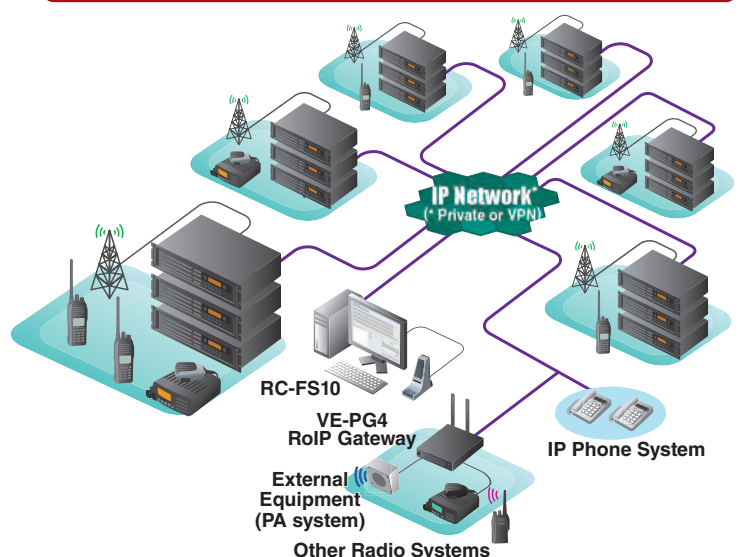 IP Network*
(* Private or VPN)
RC-FS10
VE-PG4
RoIP Gateway
IP Phone System
External
Equipment
(PA system)
Other Radio Systems